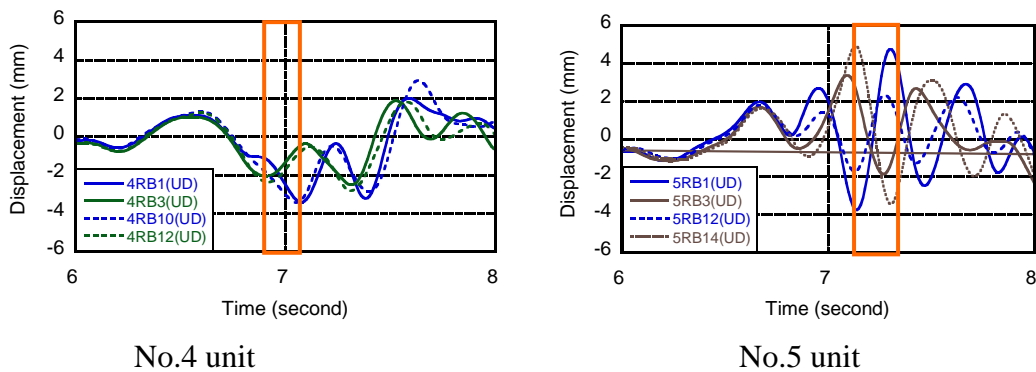 6
4
2
0
-2
-4
-6
Displacement (mm)
4RB1(UD)
4RB3(UD)
4RB10(UD)
4RB12(UD)
6 7 8
Time (second)
No.4 unit
6
4
2
0
-2
-4
-6
Displacement (mm)
5RB1(UD)
5RB3(UD)
5RB12(UD)
5RB14(UD)
6 7 8
Time (second)
No.5 unit